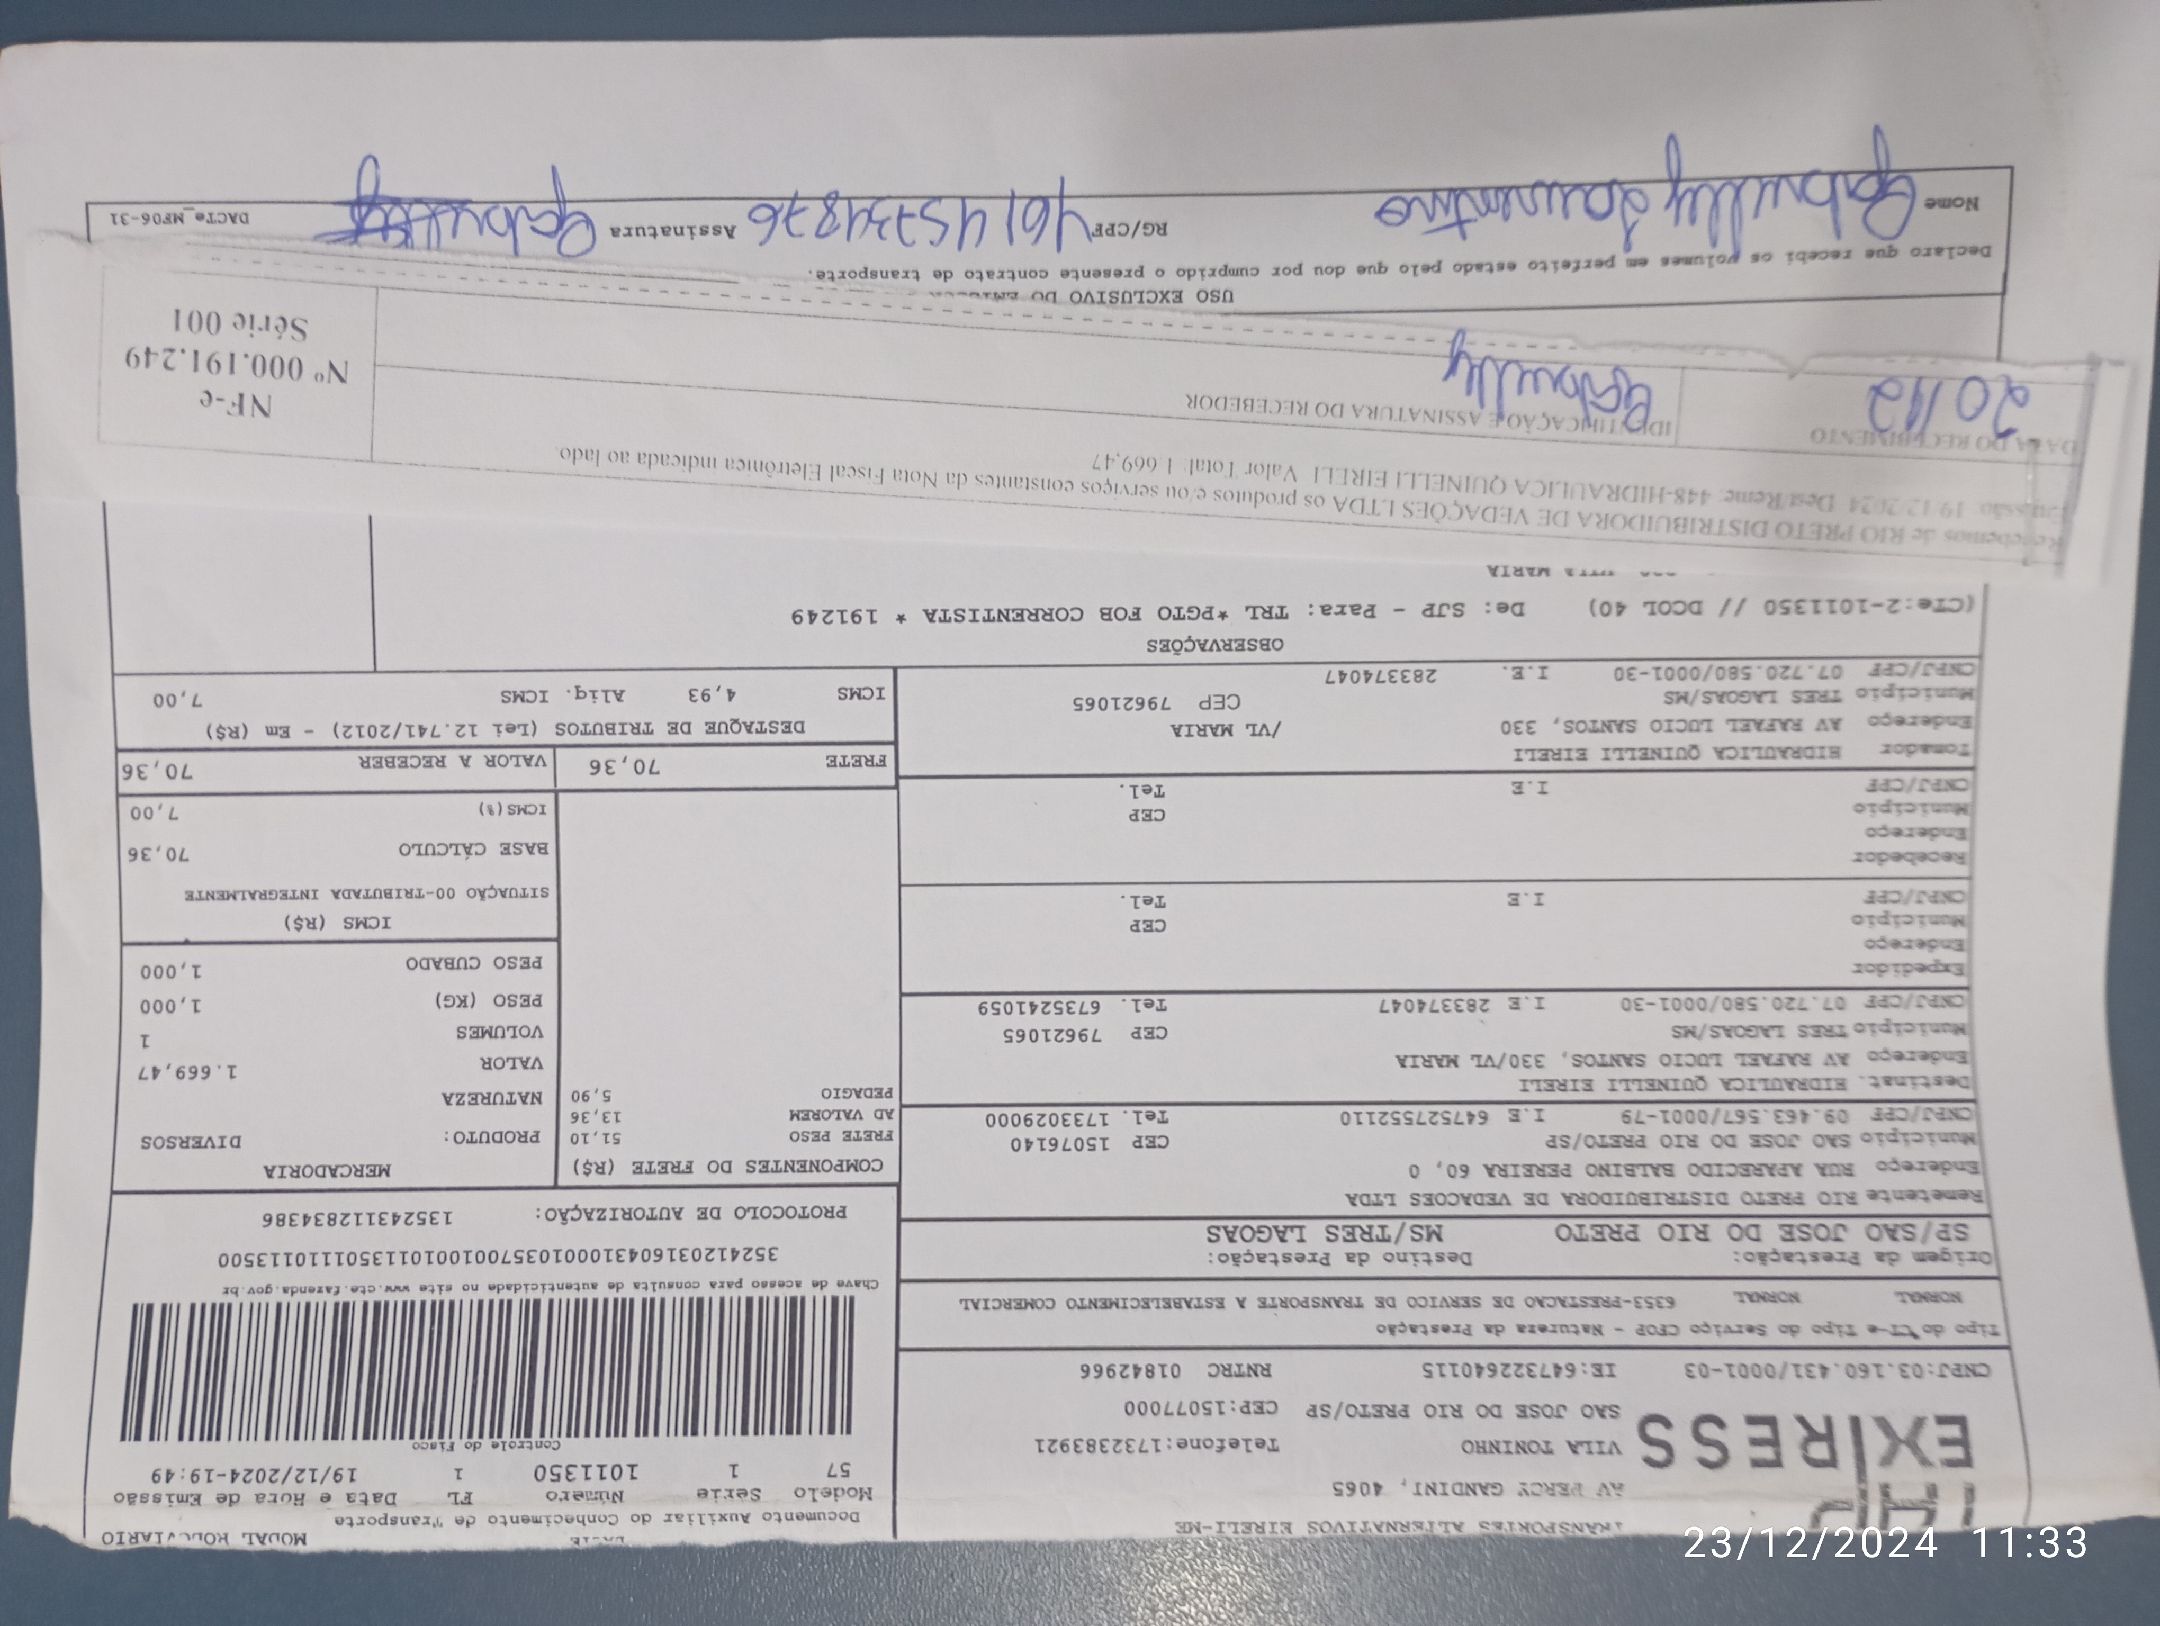 TRANSPORTES ALTERNATIVOS EIRELI-ME
AV PERCY GANDINI, 4065
VILA TONINHO Telefone:1732383921
SAO JOSE DO RIO PRETO/SP CEP:15077000
EXPRESS
CNPJ:03.160.431/0001-03 IE:647322640115 RNTRC 01842966
MODAL RODOVIARIO
Documento Auxiliar do Conhecimento de Transporte
Modelo Série Número FL Data e Hora de Emissão
57 1 1011350 1 19/12/2024-19:49
Controle do Fisco
Chave de acesso para consulta de autenticidade no site www.cte.fazenda.gov.br
PROTOCOLO DE AUTORIZAÇÃO: 135243112834386
Tipo do CT-e Tipo do Serviço CFOP - Natureza da Prestação
NORMAL NORMAL 6353-PRESTACAO DE SERVICO DE TRANSPORTE A ESTABELECIMENTO COMERCIAL
Origem da Prestação: Destino da Prestação:
SP/SAO JOSE DO RIO PRETO MS/TRES LAGOAS
Remetente RIO PRETO DISTRIBUIDORA DE VEDACOES LTDA
Endereço RUA APARECIDO BALBINO PEREIRA 60, 0
Município SAO JOSE DO RIO PRETO/SP CEP 15076140
CNPJ/CPF 09.463.567/0001-79 I.E 647527552110 Tel. 1733029000
Destinat. HIDRAULICA QUINELLI EIRELI
Endereço AV RAFAEL LUCIO SANTOS, 330/VL MARIA
Município TRES LAGOAS/MS CEP 79621065
CNPJ/CPF 07.720.580/0001-30 I.E 283374047 Tel. 6735241059
Expedidor
Endereço
Município CEP
CNPJ/CPF I.E Tel.
Recebedor
Endereço
Município CEP
CNPJ/CPF I.E Tel.
Tomador HIDRAULICA QUINELLI EIRELI
Endereço AV RAFAEL LUCIO SANTOS, 330 /VL MARIA
Município TRES LAGOAS/MS CEP 79621065
CNPJ/CPF 07.720.580/0001-30 I.E. 283374047
COMPONENTES DO FRETE (R$)
FRETE PESO 51,10
AD VALOREM 13,36
PEDAGIO 5,90
MERCADORIA
PRODUTO: DIVERSOS
NATUREZA
VALOR 1.669,47
VOLUMES 1
PESO (KG) 1,000
PESO CUBADO 1,000
ICMS (R$)
SITUAÇÃO 00-TRIBUTADA INTEGRALMENTE
BASE CÁLCULO 70,36
ICMS(%) 7,00
FRETE 70,36 VALOR A RECEBER 70,36
DESTAQUE DE TRIBUTOS (Lei 12.741/2012) - Em (R$)
ICMS 4,93 Aliq. ICMS 7,00
OBSERVAÇÕES
(CTe:2-1011350 // DCOL 40) De: SJP - Para: TRL *PGTO FOB CORRENTISTA * 191249
MARIA
Recebemos de RIO PRETO DISTRIBUIDORA DE VEDAÇÕES LTDA os produtos e/ou serviços constantes da Nota Fiscal Eletrônica indicada ao lado.
Emissão: 19/12/2024 Dest/Reme: 448-HIDRAULICA QUINELLI EIRELI Valor Total: 1.669,47
DATA DO RECEBIMENTO IDENTIFICAÇÃO E ASSINATURA DO RECEBEDOR
20/12
NF-e
Nº 000.191.249
Série 001
USO EXCLUSIVO DO
Declaro que recebi os volumes em perfeito estado pelo que dou por cumprido o presente contrato de transporte.
Nome RG/CPF Assinatura DACTe_MF06-31
23/12/2024 11:33